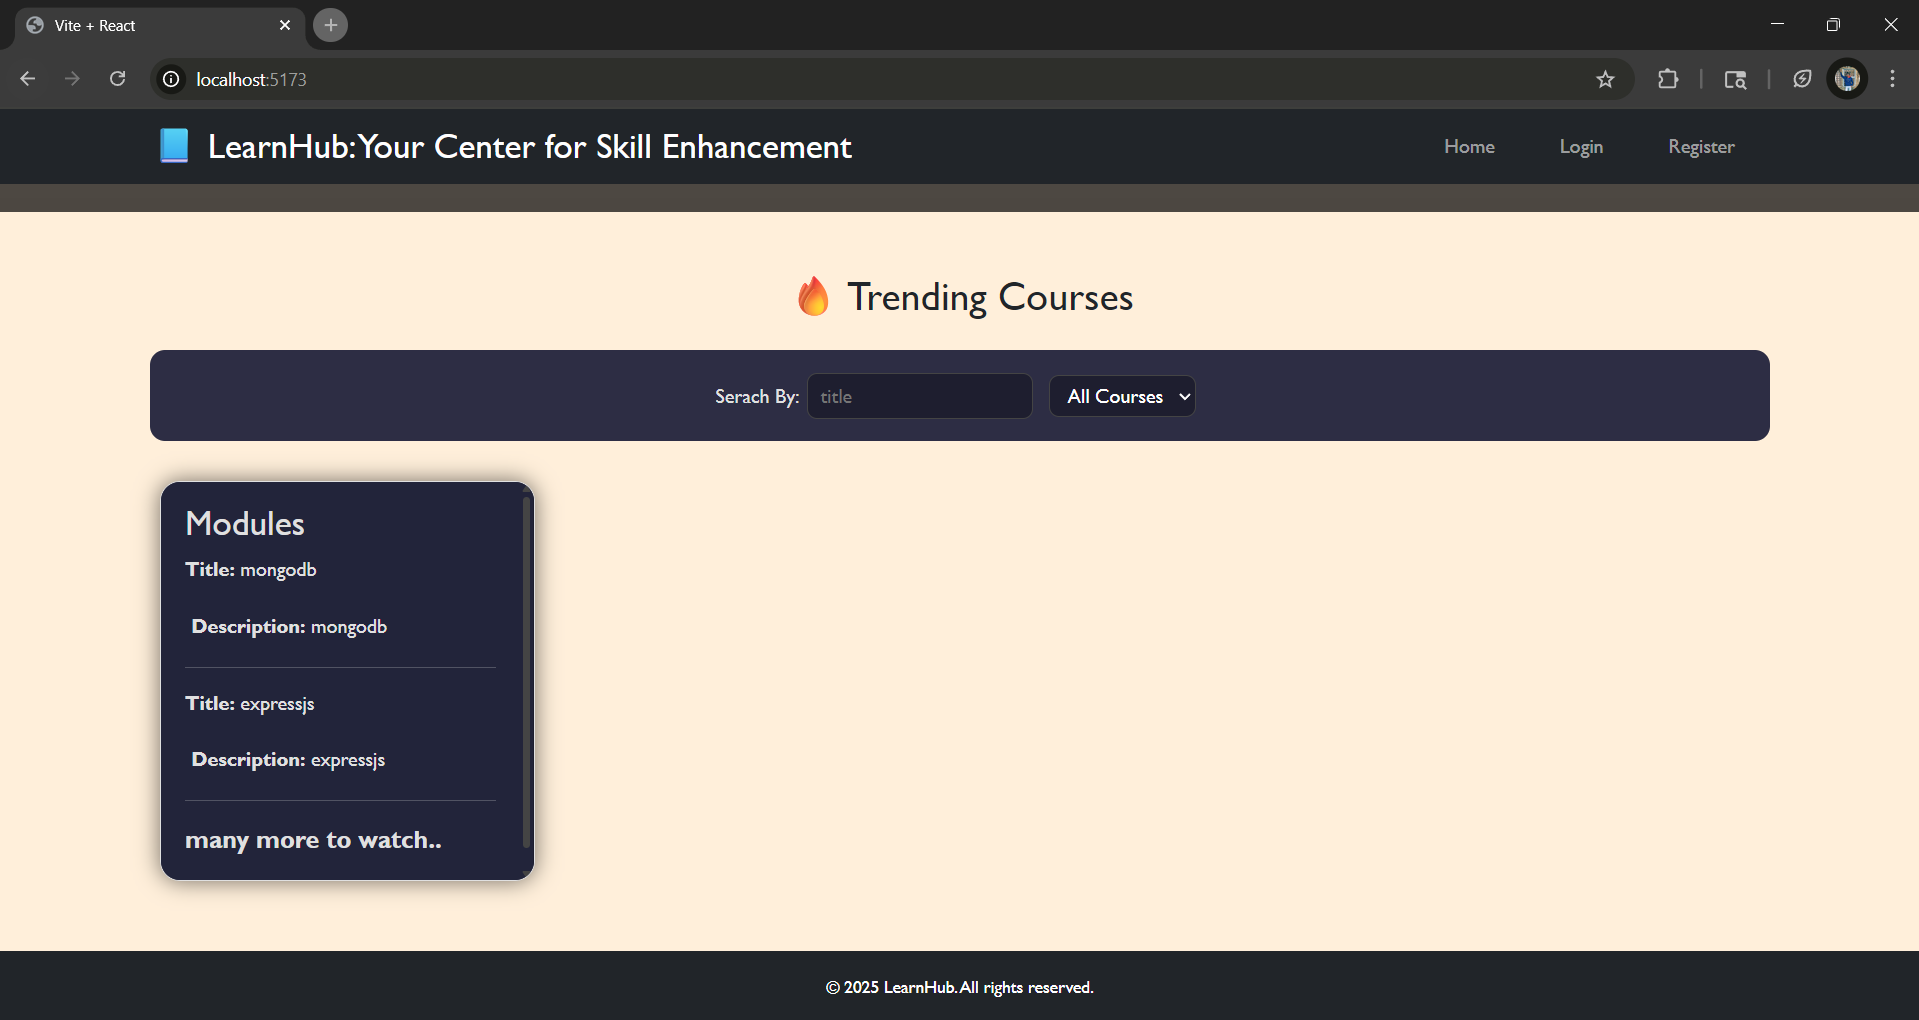 Vite + React
localhost:5173
LearnHub:Your Center for Skill Enhancement
Home Login Register
Trending Courses
Serach By: title All Courses
Modules
Title: mongodb
Description: mongodb
Title: expressjs
Description: expressjs
many more to watch..
© 2025 LearnHub. All rights reserved.